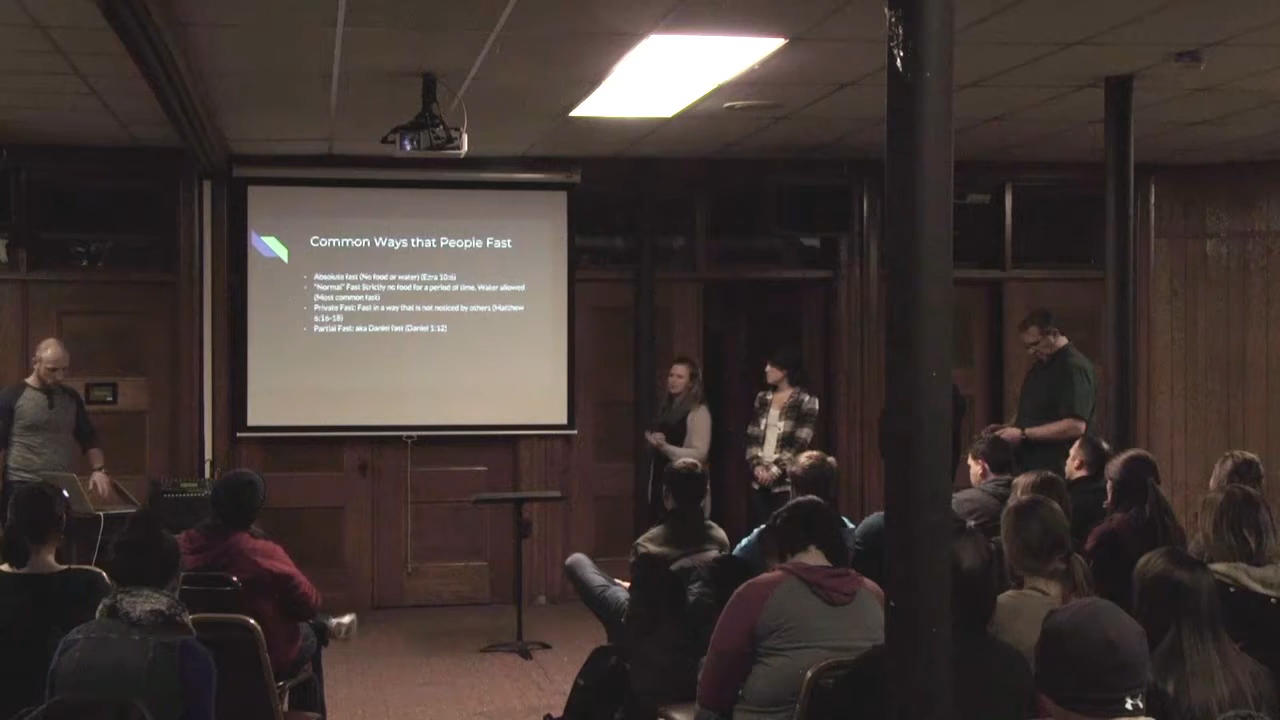 Common Ways that People Fast
- Absolute fast (No food or water) (Ezra 10:6)
- "Normal" Fast Strictly no food for a period of time. Water allowed
(Most common fast)
- Private Fast: Fast in a way that is not noticed by others (Matthew
6:16-18)
- Partial Fast: aka Daniel fast (Daniel 1:12)